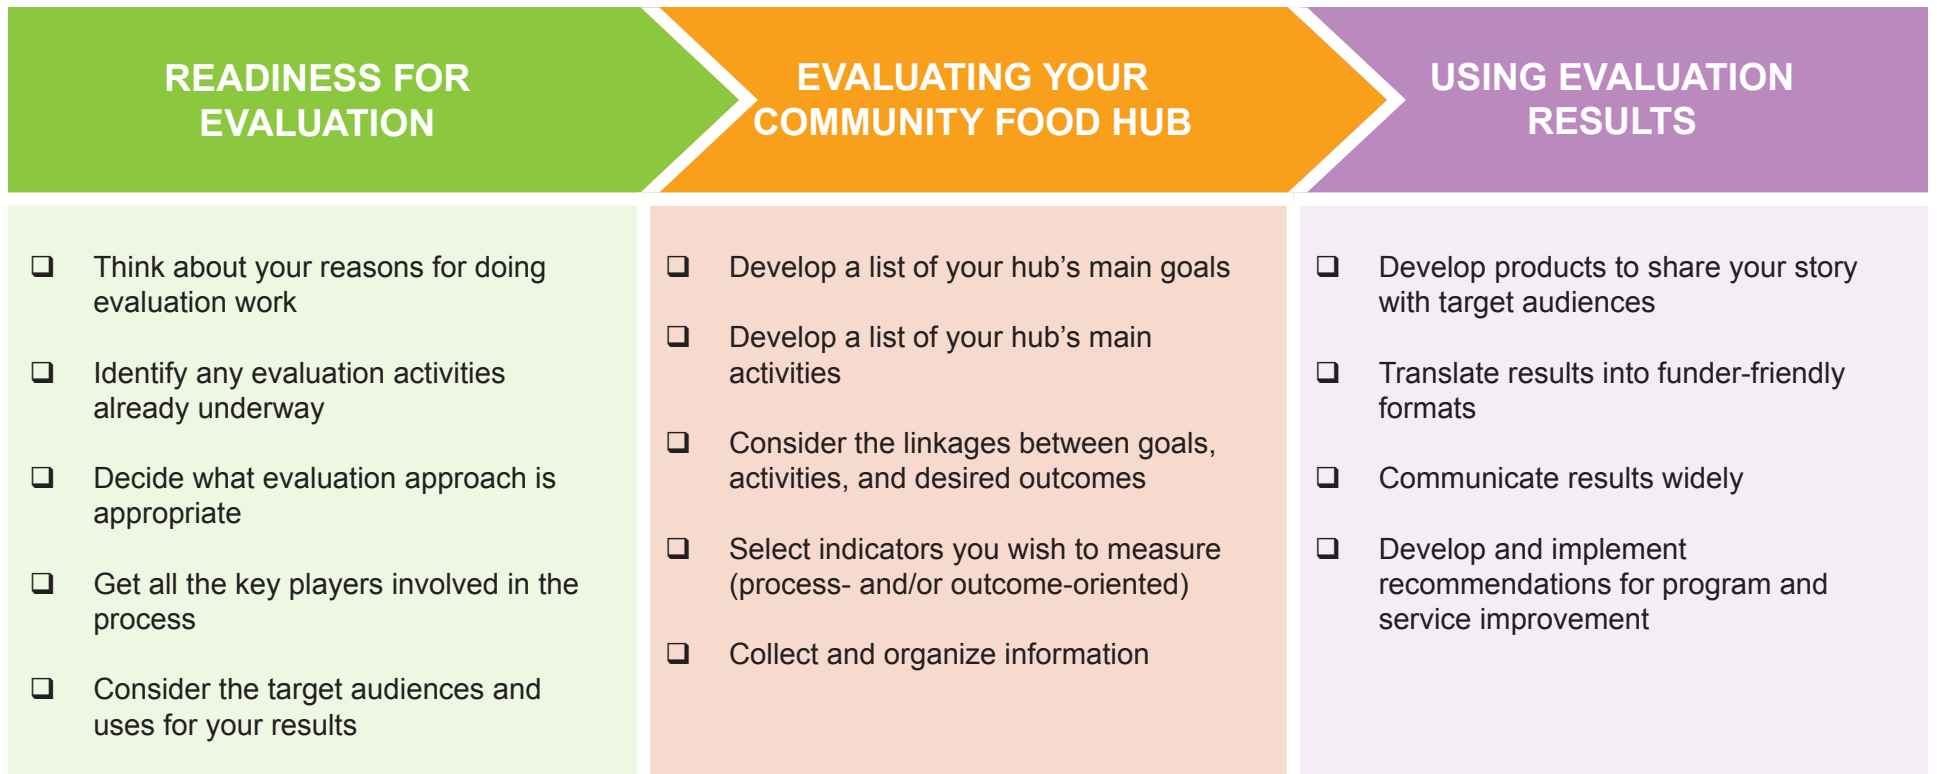 READINESS FOR
EVALUATION
EVALUATING YOUR
COMMUNITY FOOD HUB
USING EVALUATION
RESULTS
❑ Think about your reasons for doing
evaluation work
❑ Identify any evaluation activities
already underway
❑ Decide what evaluation approach is
appropriate
❑ Get all the key players involved in the
process
❑ Consider the target audiences and
uses for your results
❑ Develop a list of your hub’s main goals
❑ Develop a list of your hub’s main
activities
❑ Consider the linkages between goals,
activities, and desired outcomes
❑ Select indicators you wish to measure
(process- and/or outcome-oriented)
❑ Collect and organize information
❑ Develop products to share your story
with target audiences
❑ Translate results into funder-friendly
formats
❑ Communicate results widely
❑ Develop and implement
recommendations for program and
service improvement